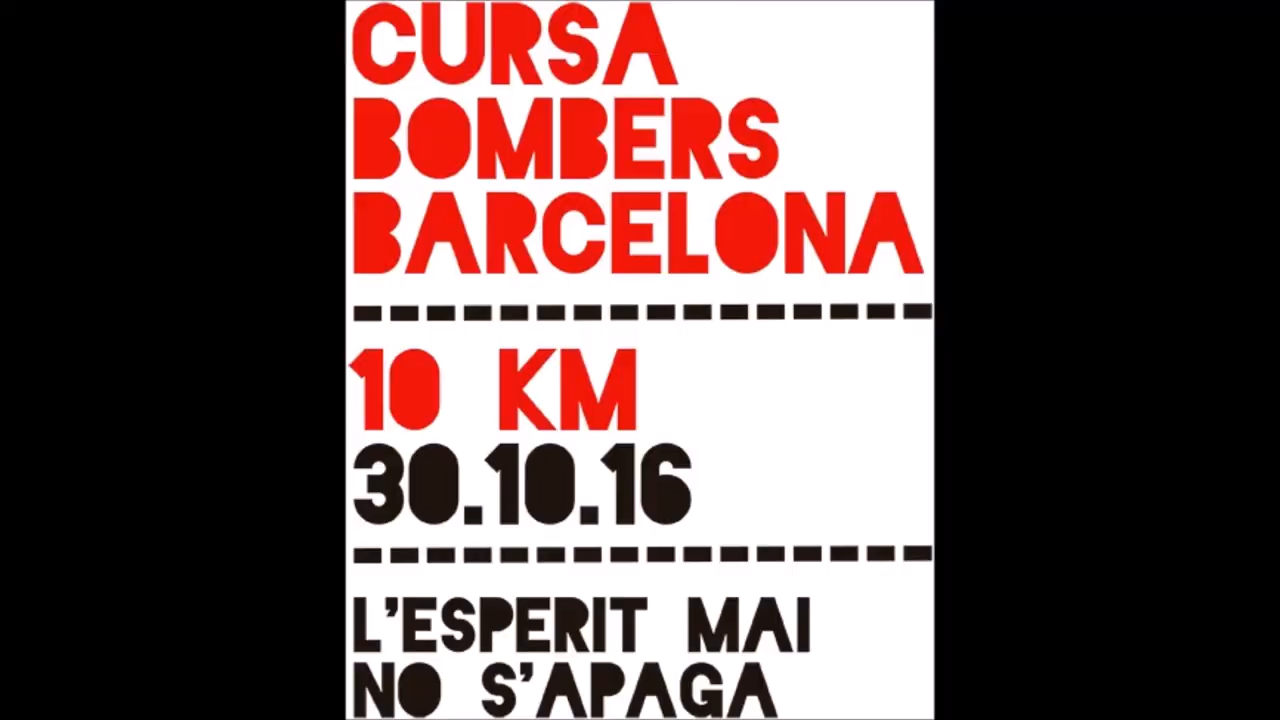 CURSA
BOMBERS
BARCELONA
10 KM
30.10.16
L'ESPERIT MAI
NO S'APAGA